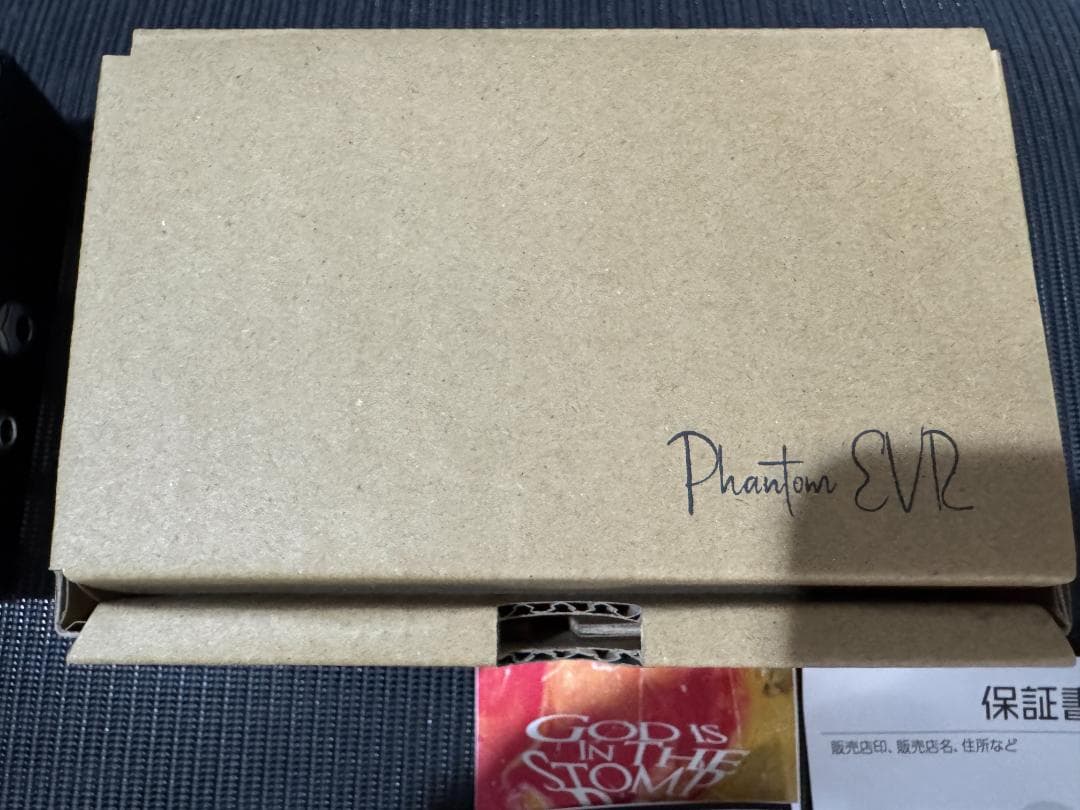 Phantom EVR
GOD IS
IN THE
STOMP
保証書
販売店印、販売店名、住所など